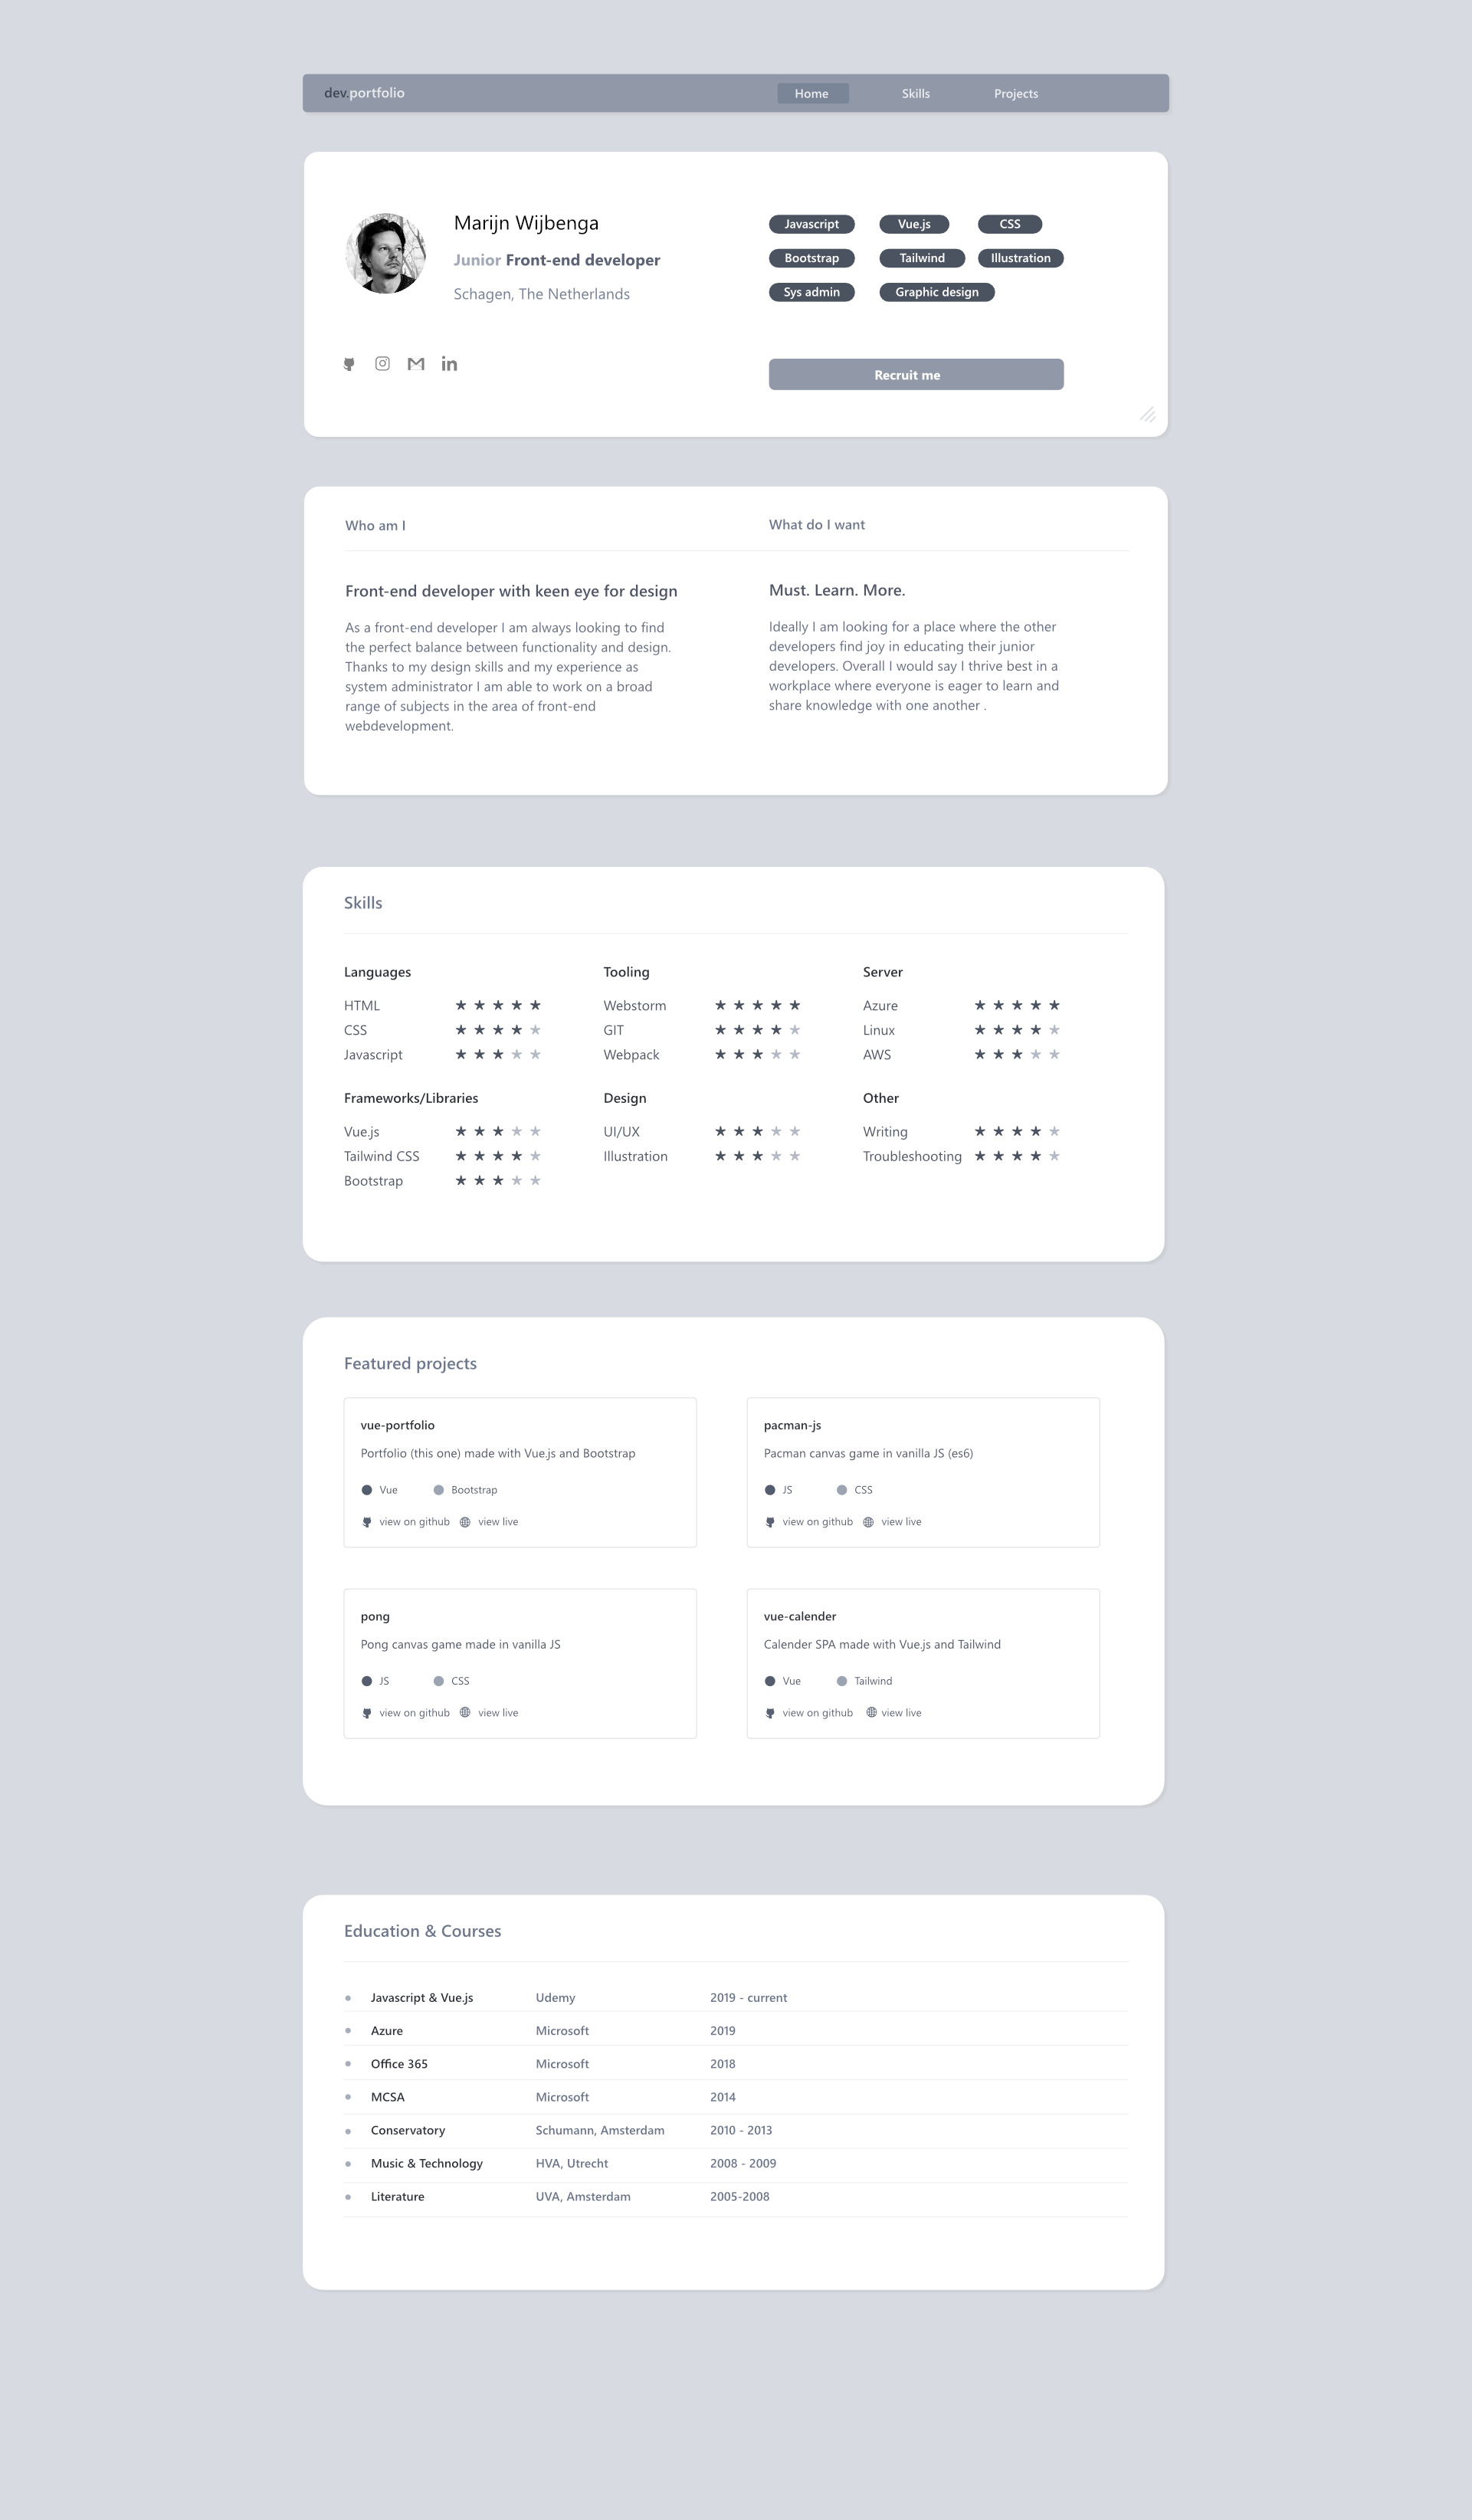 dev.portfolio
Home Skills Projects
Marijn Wijbenga
Junior Front-end developer
Schagen, The Netherlands
Javascript Vue.js CSS
Bootstrap Tailwind Illustration
Sys admin Graphic design
Recruit me
Who am I
Front-end developer with keen eye for design
As a front-end developer I am always looking to find
the perfect balance between functionality and design.
Thanks to my design skills and my experience as
system administrator I am able to work on a broad
range of subjects in the area of front-end
webdevelopment.
What do I want
Must. Learn. More.
Ideally I am looking for a place where the other
developers find joy in educating their junior
developers. Overall I would say I thrive best in a
workplace where everyone is eager to learn and
share knowledge with one another .
Skills
Languages
HTML
CSS
Javascript
Tooling
Webstorm
GIT
Webpack
Server
Azure
Linux
AWS
Frameworks/Libraries
Vue.js
Tailwind CSS
Bootstrap
Design
UI/UX
Illustration
Other
Writing
Troubleshooting
Featured projects
vue-portfolio
Portfolio (this one) made with Vue.js and Bootstrap
Vue Bootstrap
view on github view live
pacman-js
Pacman canvas game in vanilla JS (es6)
JS CSS
view on github view live
pong
Pong canvas game made in vanilla JS
JS CSS
view on github view live
vue-calender
Calender SPA made with Vue.js and Tailwind
Vue Tailwind
view on github view live
Education & Courses
Javascript & Vue.js Udemy 2019 - current
Azure Microsoft 2019
Office 365 Microsoft 2018
MCSA Microsoft 2014
Conservatory Schumann, Amsterdam 2010 - 2013
Music & Technology HVA, Utrecht 2008 - 2009
Literature UVA, Amsterdam 2005-2008